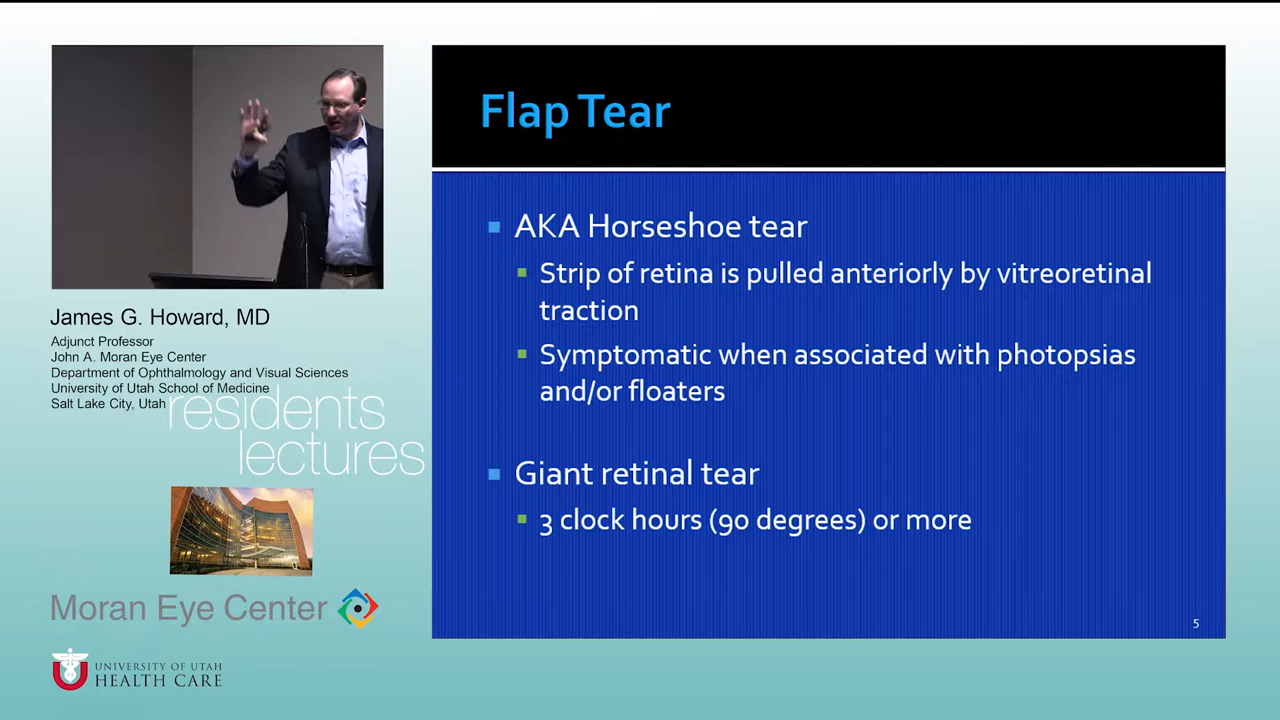 James G. Howard, MD
Adjunct Professor
John A. Moran Eye Center
Department of Ophthalmology and Visual Sciences
University of Utah School of Medicine
Salt Lake City, Utah
residents
lectures
Moran Eye Center
UNIVERSITY OF UTAH
HEALTH CARE
Flap Tear
AKA Horseshoe tear
Strip of retina is pulled anteriorly by vitreoretinal
traction
Symptomatic when associated with photopsias
and/or floaters
Giant retinal tear
3 clock hours (90 degrees) or more
5